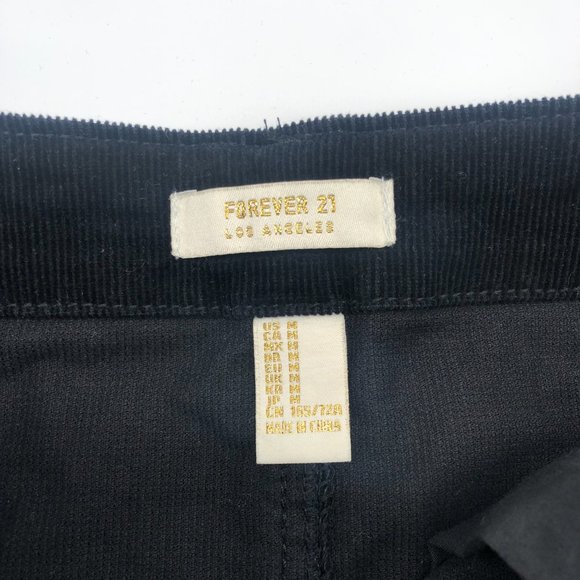 FOREVER 21
LOS ANGELES
US M
CA M
MX M
BR M
EU M
UK M
KR M
JP M
CN 165/72A
MADE IN CHINA